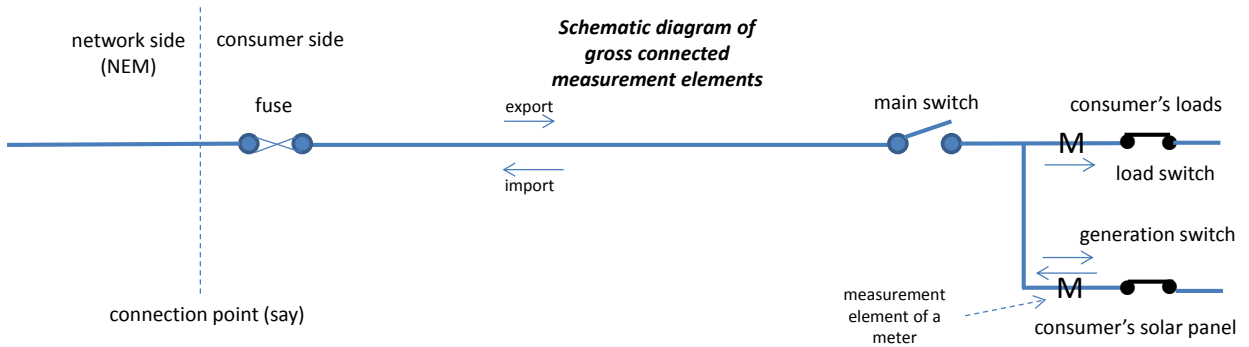 Schematic diagram of
gross connected
measurement elements
network side
(NEM)
consumer side
fuse
export
import
main switch
consumer's loads
M
load switch
generation switch
M
measurement
element of a
meter
consumer's solar panel
connection point (say)